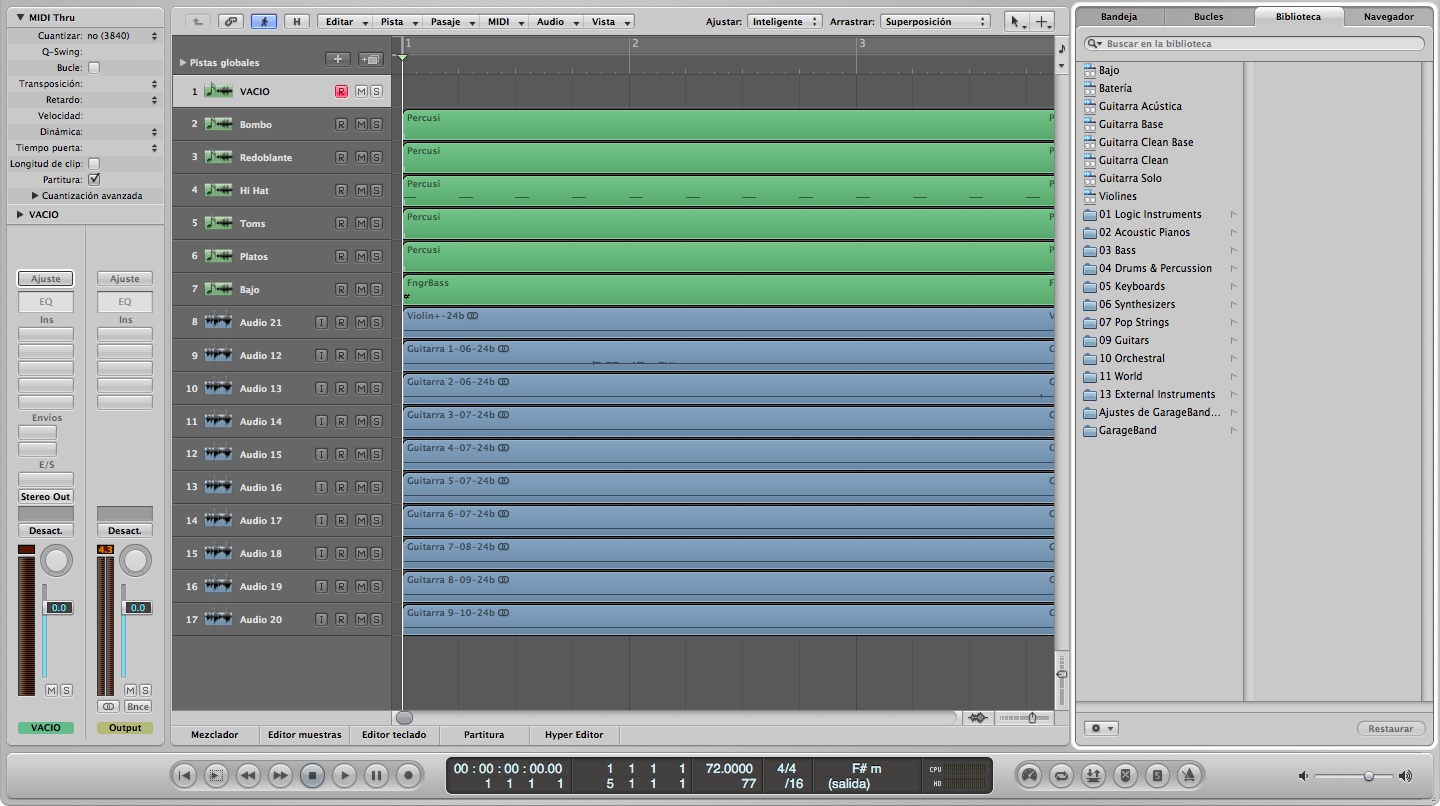 MIDI Thru
Cuantizar: no (3840)
Q-Swing:
Bucle:
Transposición:
Retardo:
Velocidad:
Dinámica:
Tiempo puerta:
Longitud de clip:
Partitura:
Cuantización avanzada
VACIO
Ajuste Ajuste
EQ EQ
Ins Ins
Envíos
E/S
Stereo Out
Desact. Desact.
4.3
0.0 0.0
M S M S
Bnce
VACIO Output
H Editar Pista Pasaje MIDI Audio Vista Ajustar: Inteligente Arrastrar: Superposición
Pistas globales
1 2 3
1 VACIO R M S
2 Bombo R M S Percusi P
3 Redoblante R M S Percusi P
4 Hi Hat R M S Percusi P
5 Toms R M S Percusi P
6 Platos R M S Percusi P
7 Bajo R M S FngrBass F
8 Audio 21 I R M S Violin+-24b V
9 Audio 12 I R M S Guitarra 1-06-24b
10 Audio 13 I R M S Guitarra 2-06-24b
11 Audio 14 I R M S Guitarra 3-07-24b
12 Audio 15 I R M S Guitarra 4-07-24b
13 Audio 16 I R M S Guitarra 5-07-24b
14 Audio 17 I R M S Guitarra 6-07-24b
15 Audio 18 I R M S Guitarra 7-08-24b
16 Audio 19 I R M S Guitarra 8-09-24b
17 Audio 20 I R M S Guitarra 9-10-24b
Mezclador Editor muestras Editor teclado Partitura Hyper Editor
Bandeja Bucles Biblioteca Navegador
Buscar en la biblioteca
Bajo
Batería
Guitarra Acústica
Guitarra Base
Guitarra Clean Base
Guitarra Clean
Guitarra Solo
Violines
01 Logic Instruments
02 Acoustic Pianos
03 Bass
04 Drums & Percussion
05 Keyboards
06 Synthesizers
07 Pop Strings
09 Guitars
10 Orchestral
11 World
13 External Instruments
Ajustes de GarageBand...
GarageBand
Restaurar
00 : 00 : 00 : 00.00 1 1 1 1 72.0000 4/4 F# m CPU
1 1 1 1 5 1 1 1 77 /16 (salida) HD
S